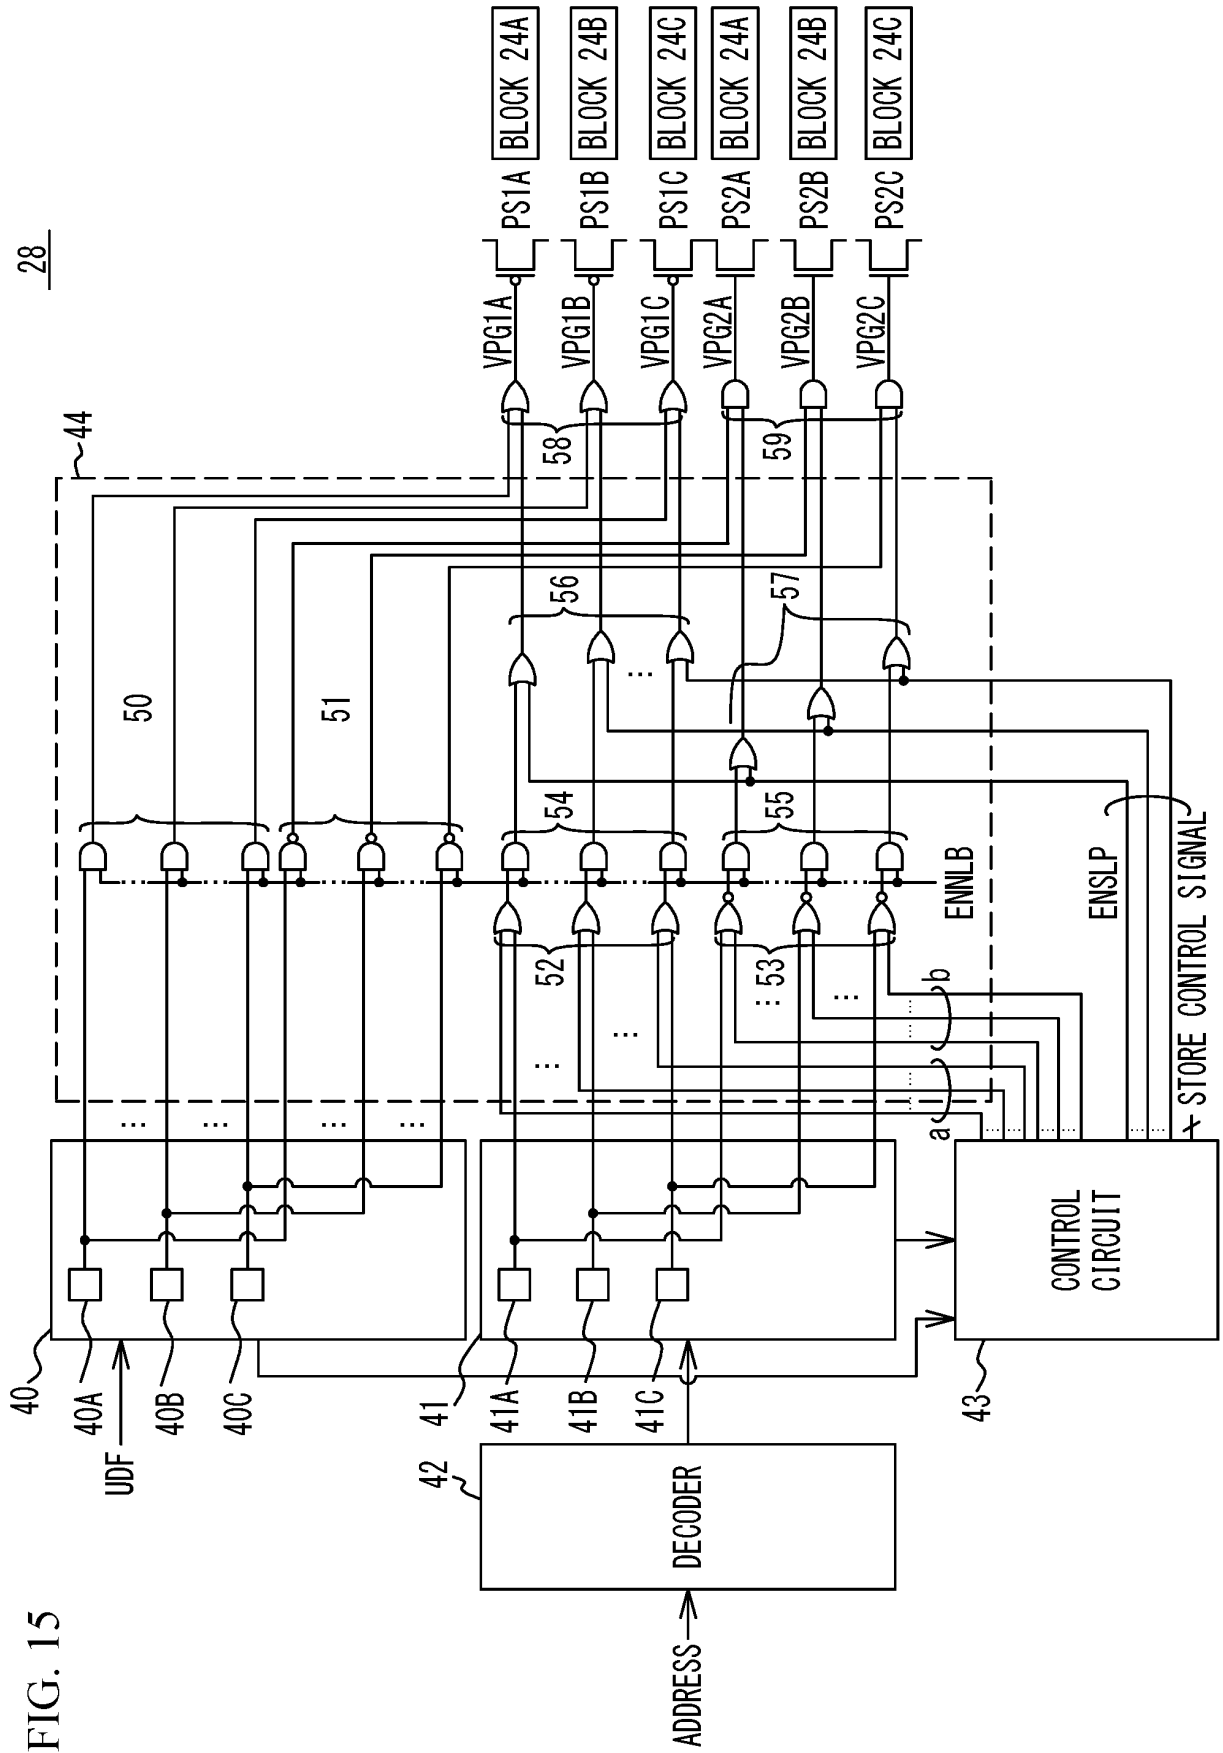 FIG. 15
28
44
40
40A
40B
40C
UDF
41
41A
41B
41C
42
DECODER
ADDRESS
43
CONTROL
CIRCUIT
50
51
52
53
54
55
56
57
58
59
a
b
ENNLB
ENSLP
STORE CONTROL SIGNAL
VPG1A
PS1A
BLOCK 24A
VPG1B
PS1B
BLOCK 24B
VPG1C
PS1C
BLOCK 24C
VPG2A
PS2A
BLOCK 24A
VPG2B
PS2B
BLOCK 24B
VPG2C
PS2C
BLOCK 24C